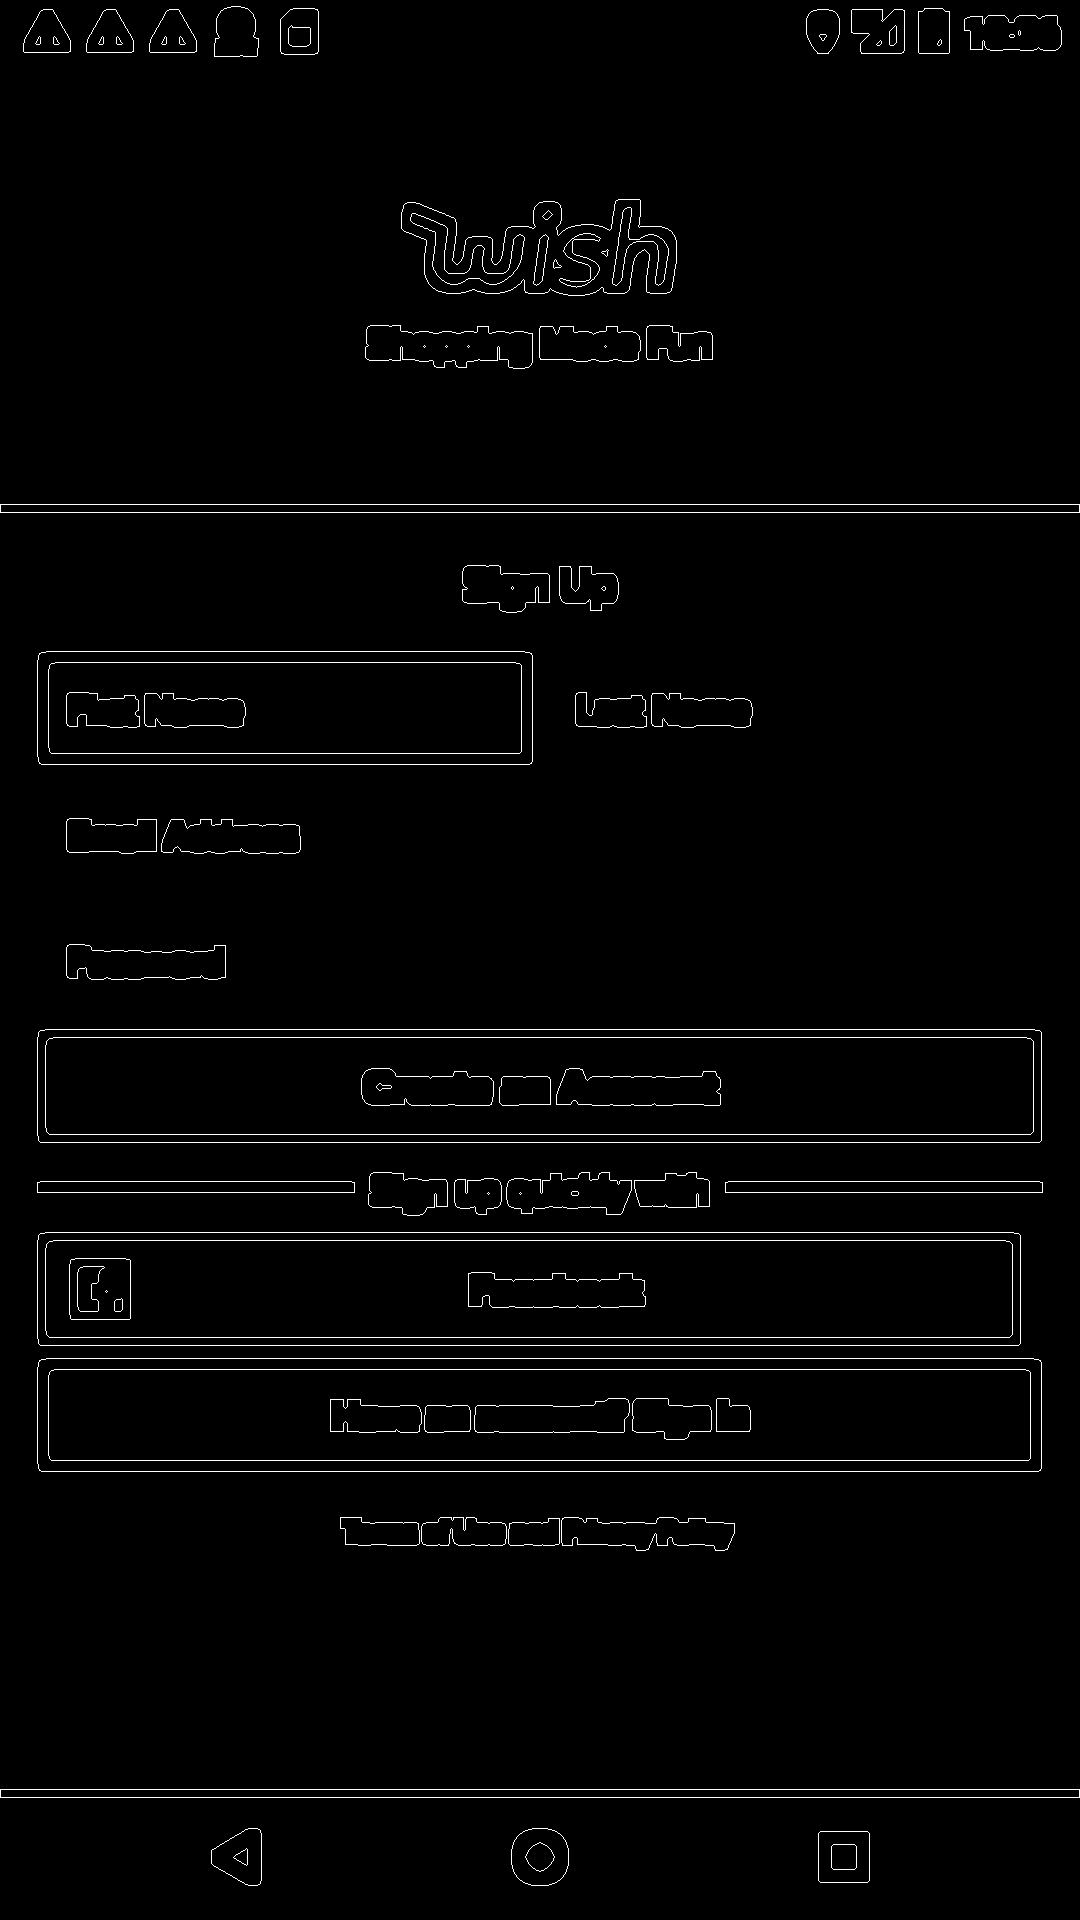 wish
Shopping Made Fun
Sign Up
First Name
Last Name
Email Address
Password
Create an Account
Sign up quickly with
Facebook
Have an account? Sign In
Terms of Use and Privacy Policy